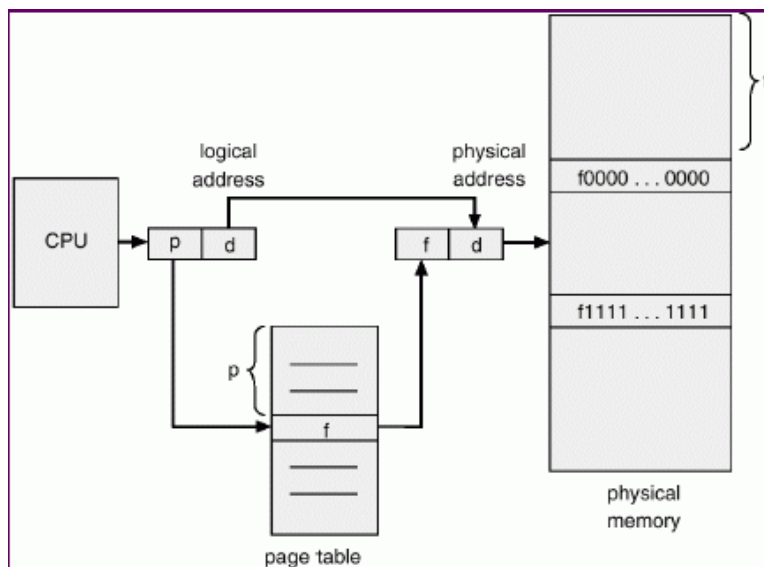 logical
address
physical
address
f0000 . . . 0000
CPU
p
d
f
d
f1111 . . . 1111
p
f
physical
memory
page table